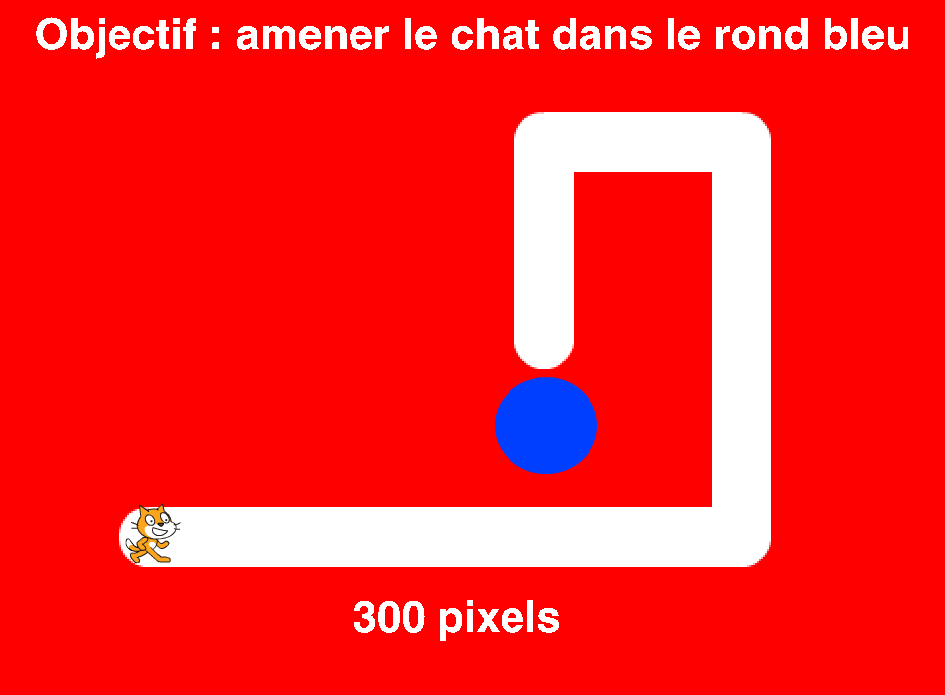 Objectif : amener le chat dans le rond bleu
300 pixels